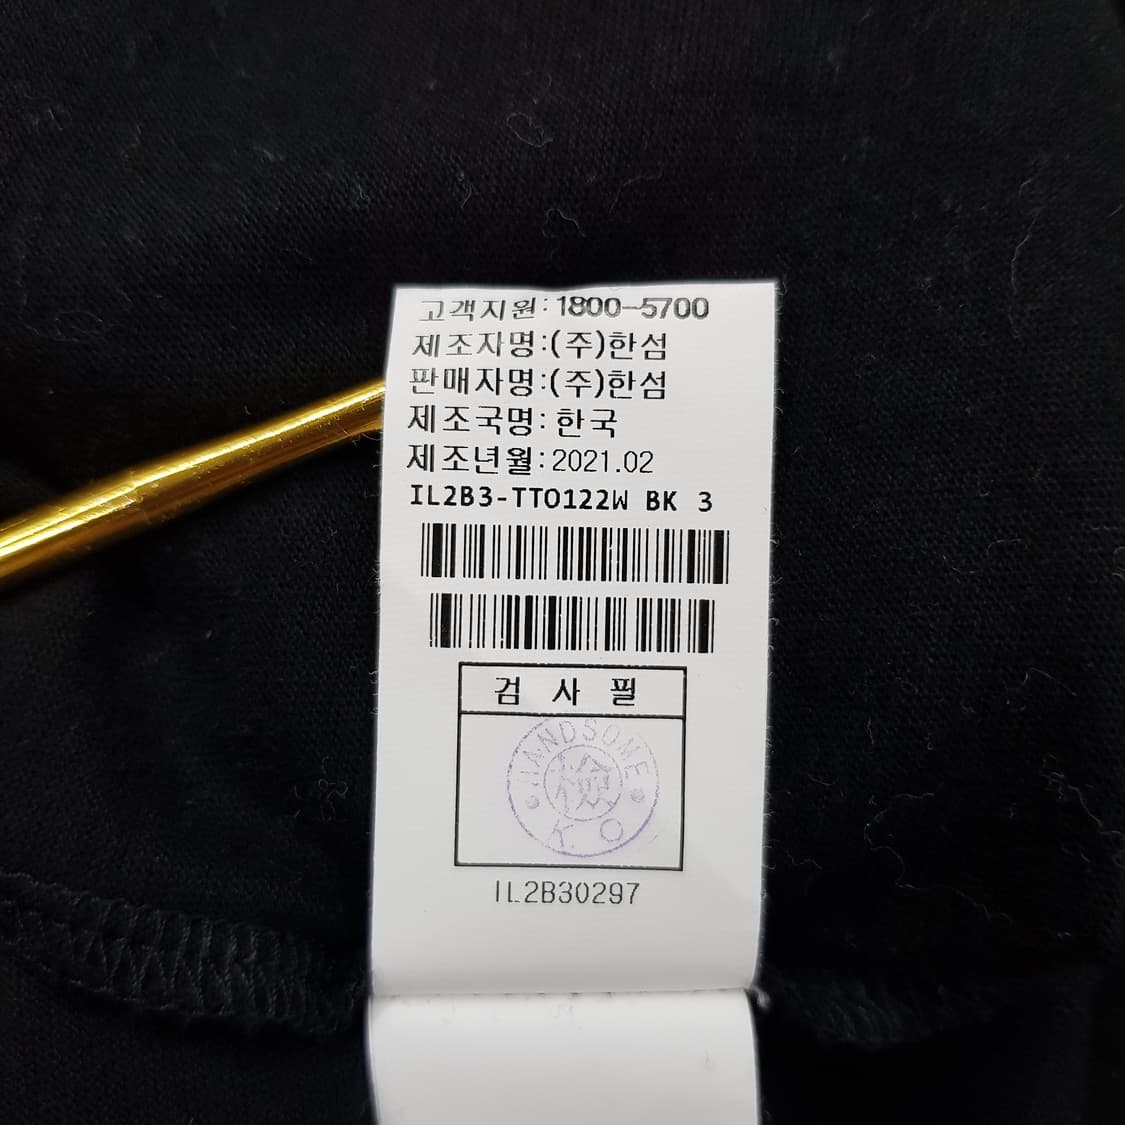 고객지원:1800-5700
제조자명:(주)한섬
판매자명:(주)한섬
제조국명:한국
제조년월:2021.02
IL2B3-TTO122W BK 3
검 사 필
HANDSOME
檢
K.O
IL2B30297